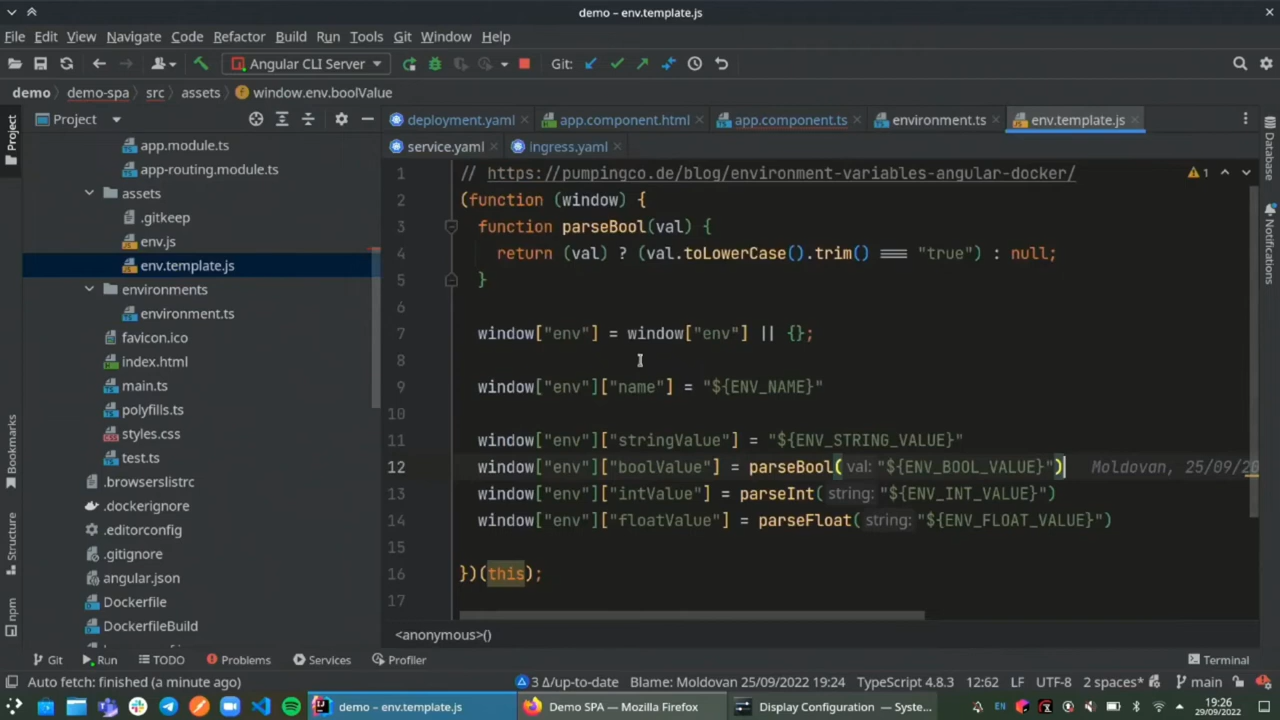 demo – env.template.js
File Edit View Navigate Code Refactor Build Run Tools Git Window Help
Angular CLI Server Git:
demo demo-spa src assets window.env.boolValue
Project
deployment.yaml app.component.html app.component.ts environment.ts env.template.js
service.yaml ingress.yaml
app.module.ts
app-routing.module.ts
assets
.gitkeep
env.js
env.template.js
environments
environment.ts
favicon.ico
index.html
main.ts
polyfills.ts
styles.css
test.ts
.browserslistrc
.dockerignore
.editorconfig
.gitignore
angular.json
Dockerfile
DockerfileBuild
1 // https://pumpingco.de/blog/environment-variables-angular-docker/
2 (function (window) {
3 function parseBool(val) {
4 return (val) ? (val.toLowerCase().trim() === "true") : null;
5 }
6
7 window["env"] = window["env"] || {};
8
9 window["env"]["name"] = "${ENV_NAME}"
10
11 window["env"]["stringValue"] = "${ENV_STRING_VALUE}"
12 window["env"]["boolValue"] = parseBool( val: "${ENV_BOOL_VALUE}") Moldovan, 25/09/20
13 window["env"]["intValue"] = parseInt( string: "${ENV_INT_VALUE}")
14 window["env"]["floatValue"] = parseFloat( string: "${ENV_FLOAT_VALUE}")
15
16 })(this);
17
1
<anonymous>()
Project
Bookmarks
Structure
npm
Database
Notifications
Git Run TODO Problems Services Profiler Terminal
Auto fetch: finished (a minute ago) 3 Δ/up-to-date Blame: Moldovan 25/09/2022 19:24 TypeScript 4.8.3 12:62 LF UTF-8 2 spaces* main
demo – env.template.js Demo SPA — Mozilla Firefox Display Configuration — Syste... EN 19:26
29/09/2022